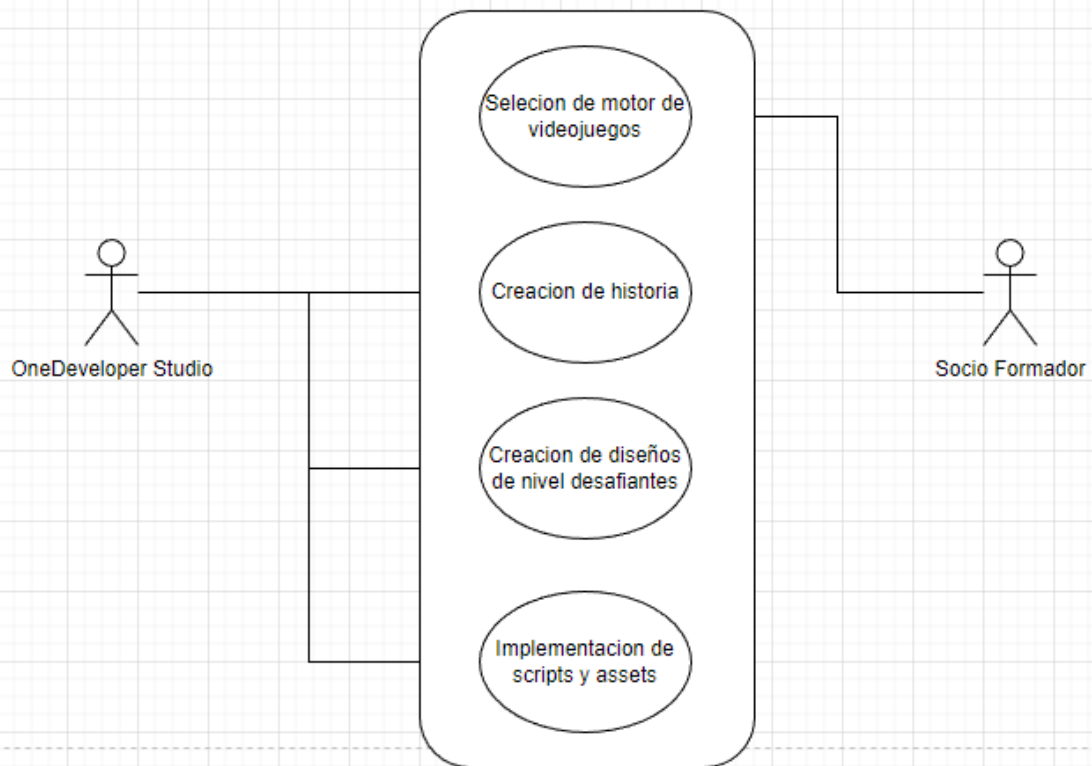 Selecion de motor de
videojuegos
Creacion de historia
OneDeveloper Studio
Socio Formador
Creacion de diseños
de nivel desafiantes
Implementacion de
scripts y assets